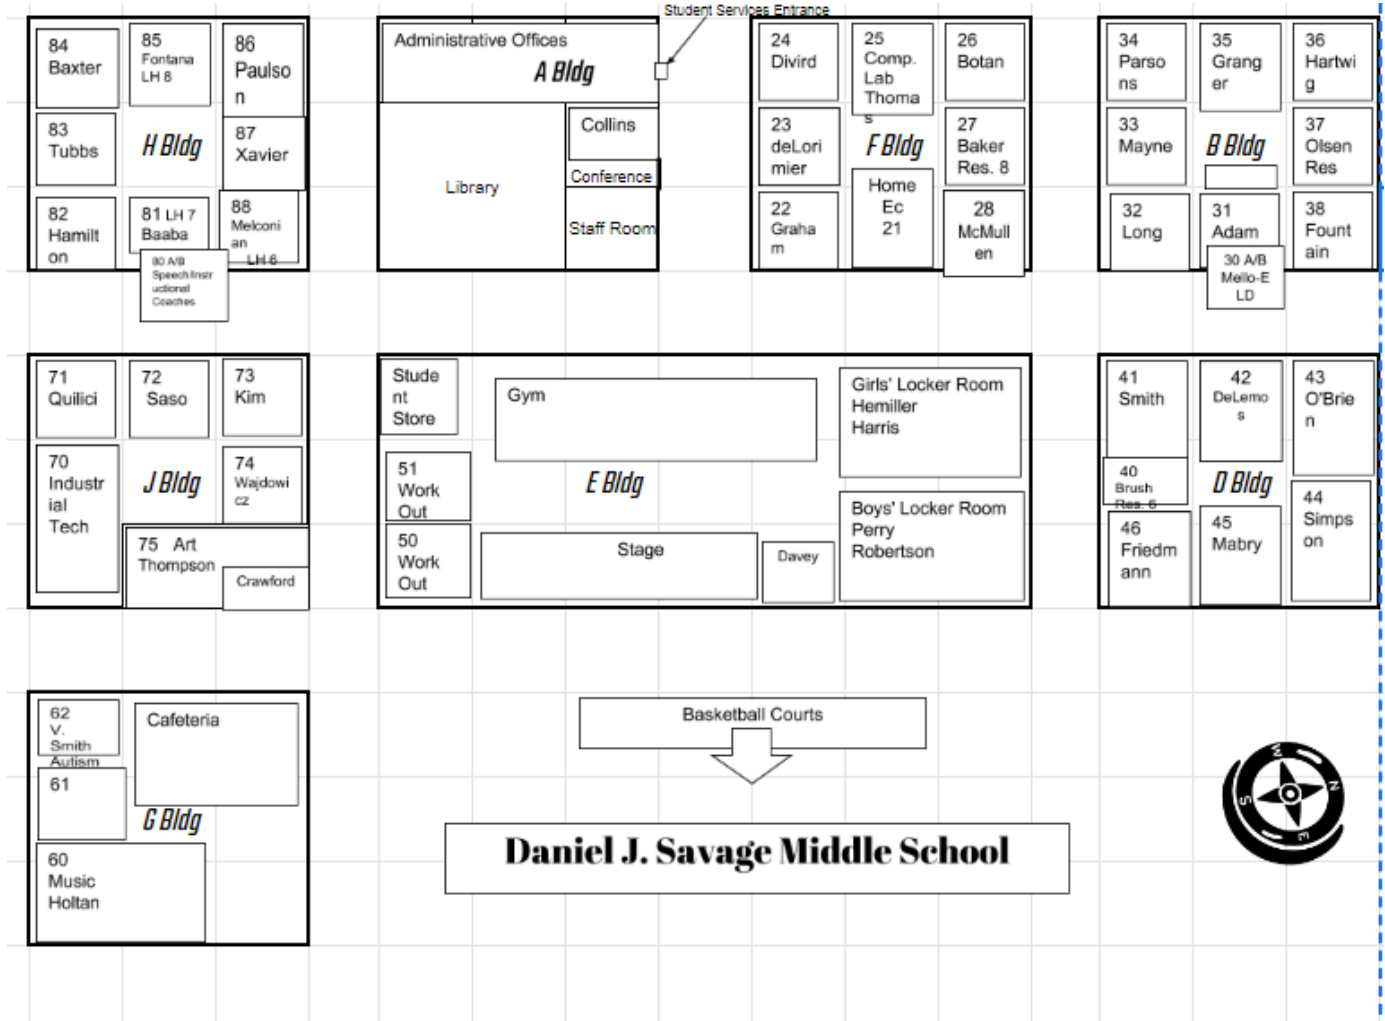 Student Services Entrance
84
Baxter
85
Fontana
LH 8
86
Paulso
n
83
Tubbs
H Bldg
87
Xavier
82
Hamilt
on
81 LH 7
Baaba
88
Melconi
an
LH 6
80 A/B
Speech/Instr
uctional
Coaches
Administrative Offices
A Bldg
Collins
Library
Conference
Staff Room
24
Divird
25
Comp.
Lab
Thoma
s
26
Botan
23
deLori
mier
F Bldg
27
Baker
Res. 8
22
Graha
m
Home
Ec
21
28
McMull
en
34
Parso
ns
35
Grang
er
36
Hartwi
g
33
Mayne
B Bldg
37
Olsen
Res
32
Long
31
Adam
38
Fount
ain
30 A/B
Mello-E
LD
71
Quilici
72
Saso
73
Kim
70
Industr
ial
Tech
J Bldg
74
Wajdowi
cz
75 Art
Thompson
Crawford
Stude
nt
Store
Gym
Girls' Locker Room
Hemiller
Harris
51
Work
Out
E Bldg
50
Work
Out
Stage
Davey
Boys' Locker Room
Perry
Robertson
41
Smith
42
DeLemo
s
43
O'Brie
n
40
Brush
Res. 6
D Bldg
44
Simps
on
46
Friedm
ann
45
Mabry
62
V.
Smith
Autism
Cafeteria
61
G Bldg
60
Music
Holtan
Basketball Courts
Daniel J. Savage Middle School
W
N
S
E